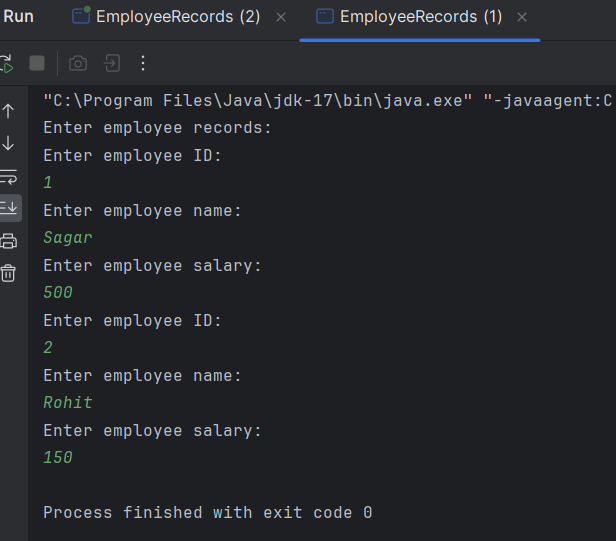 Run EmployeeRecords (2) EmployeeRecords (1)
"C:\Program Files\Java\jdk-17\bin\java.exe" "-javaagent:C
Enter employee records:
Enter employee ID:
1
Enter employee name:
Sagar
Enter employee salary:
500
Enter employee ID:
2
Enter employee name:
Rohit
Enter employee salary:
150
Process finished with exit code 0